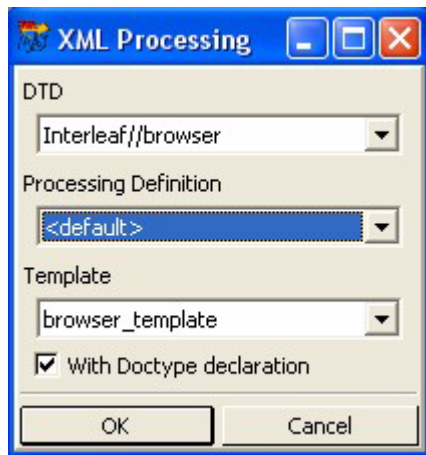 XML Processing
DTD
Interleaf//browser
Processing Definition
<default>
Template
browser_template
With Doctype declaration
OK Cancel